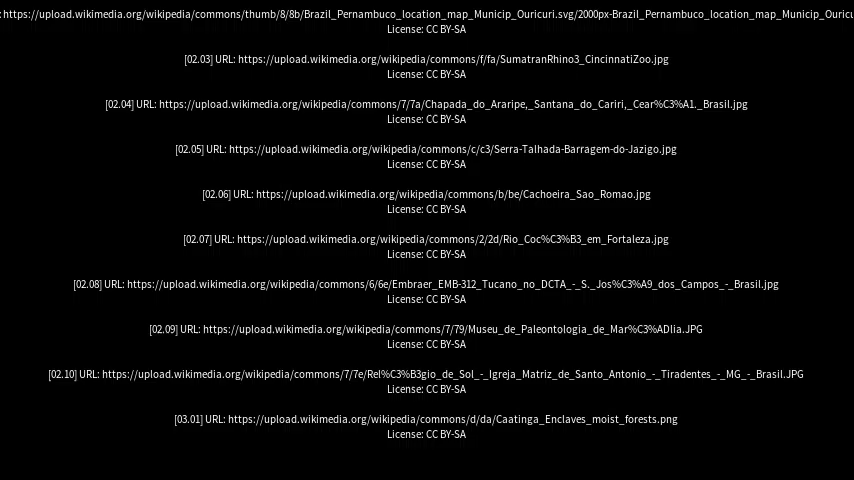 : https://upload.wikimedia.org/wikipedia/commons/thumb/8/8b/Brazil_Pernambuco_location_map_Municip_Ouricuri.svg/2000px-Brazil_Pernambuco_location_map_Municip_Ouricu
License: CC BY-SA
[02.03] URL: https://upload.wikimedia.org/wikipedia/commons/f/fa/SumatranRhino3_CincinnatiZoo.jpg
License: CC BY-SA
[02.04] URL: https://upload.wikimedia.org/wikipedia/commons/7/7a/Chapada_do_Araripe,_Santana_do_Cariri,_Cear%C3%A1._Brasil.jpg
License: CC BY-SA
[02.05] URL: https://upload.wikimedia.org/wikipedia/commons/c/c3/Serra-Talhada-Barragem-do-Jazigo.jpg
License: CC BY-SA
[02.06] URL: https://upload.wikimedia.org/wikipedia/commons/b/be/Cachoeira_Sao_Romao.jpg
License: CC BY-SA
[02.07] URL: https://upload.wikimedia.org/wikipedia/commons/2/2d/Rio_Coc%C3%B3_em_Fortaleza.jpg
License: CC BY-SA
[02.08] URL: https://upload.wikimedia.org/wikipedia/commons/6/6e/Embraer_EMB-312_Tucano_no_DCTA_-_S._Jos%C3%A9_dos_Campos_-_Brasil.jpg
License: CC BY-SA
[02.09] URL: https://upload.wikimedia.org/wikipedia/commons/7/79/Museu_de_Paleontologia_de_Mar%C3%ADlia.JPG
License: CC BY-SA
[02.10] URL: https://upload.wikimedia.org/wikipedia/commons/7/7e/Rel%C3%B3gio_de_Sol_-_Igreja_Matriz_de_Santo_Antonio_-_Tiradentes_-_MG_-_Brasil.JPG
License: CC BY-SA
[03.01] URL: https://upload.wikimedia.org/wikipedia/commons/d/da/Caatinga_Enclaves_moist_forests.png
License: CC BY-SA